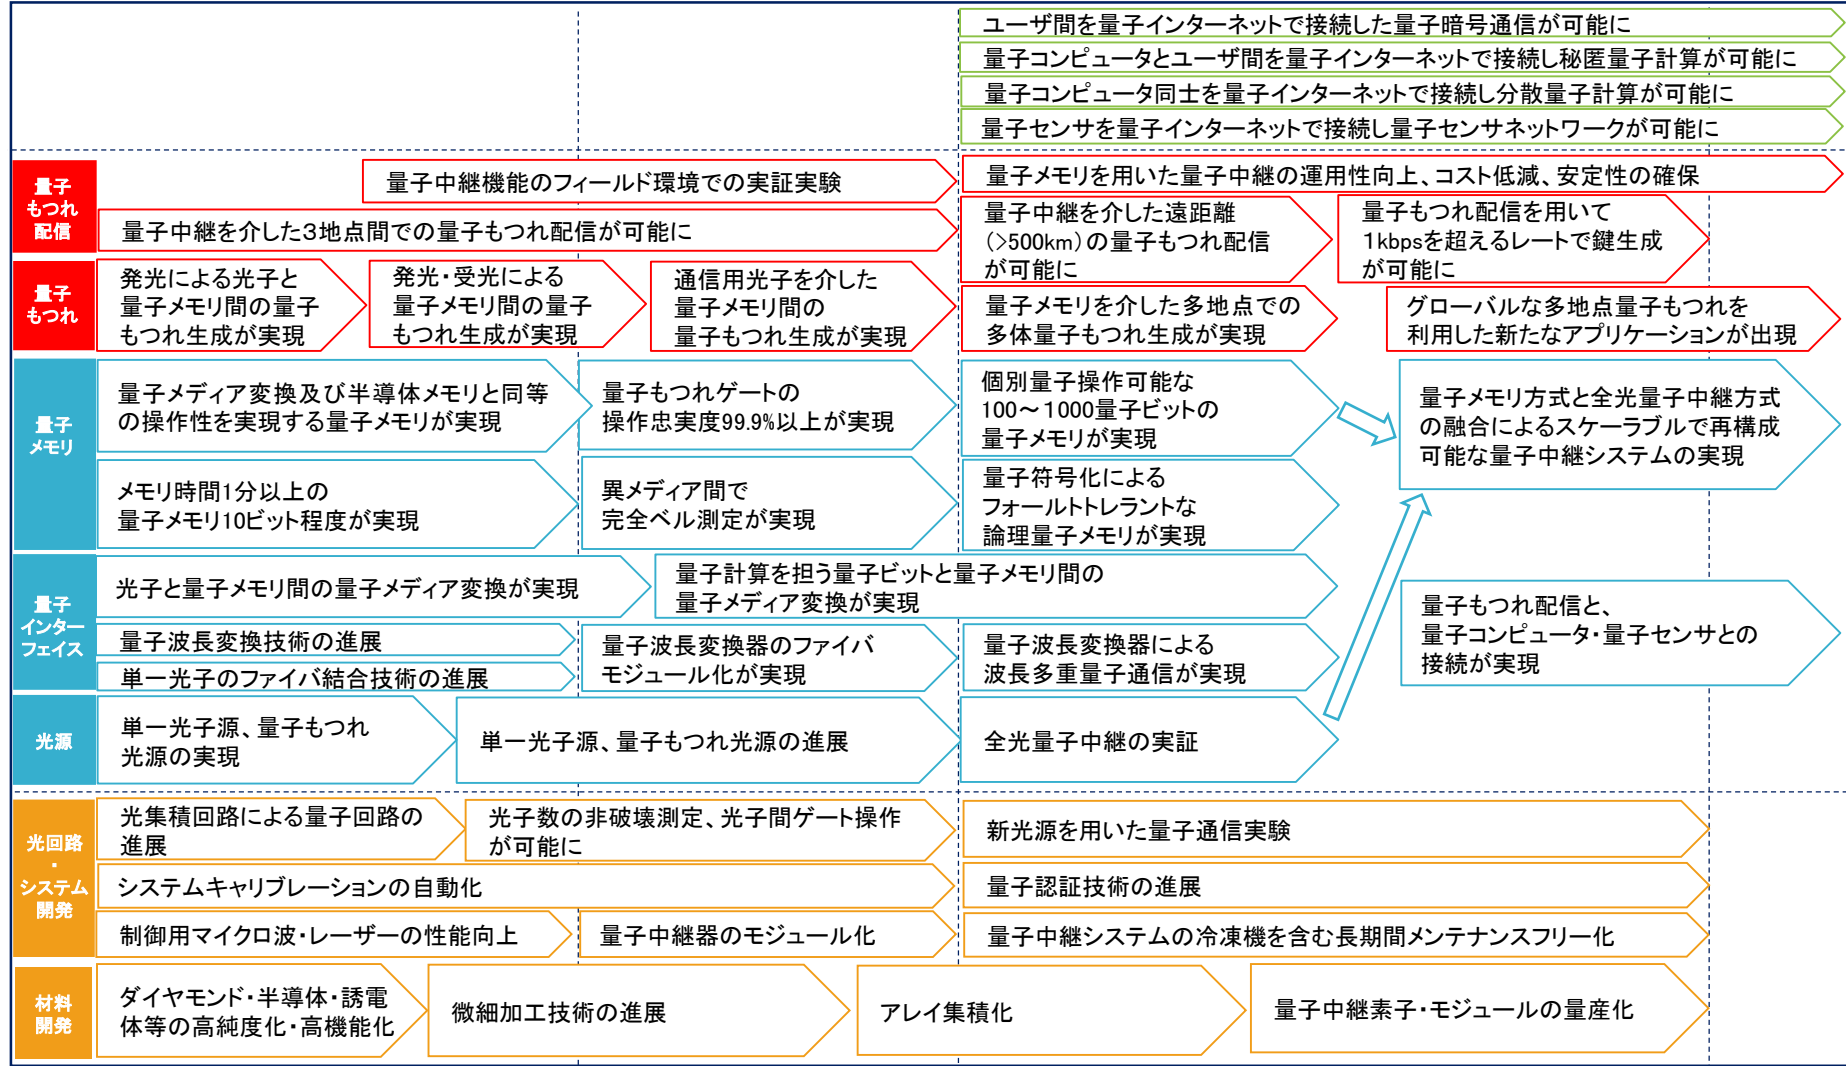 ユーザ間を量子インターネットで接続した量子暗号通信が可能に
量子コンピュータとユーザ間を量子インターネットで接続し秘匿量子計算が可能に
量子コンピュータ同士を量子インターネットで接続し分散量子計算が可能に
量子センサを量子インターネットで接続し量子センサネットワークが可能に
量子
もつれ
配信
量子中継機能のフィールド環境での実証実験
量子メモリを用いた量子中継の運用性向上、コスト低減、安定性の確保
量子中継を介した3地点間での量子もつれ配信が可能に
量子中継を介した遠距離
(>500km)の量子もつれ配信
が可能に
量子もつれ配信を用いて
1kbpsを超えるレートで鍵生成
が可能に
量子
もつれ
発光による光子と
量子メモリ間の量子
もつれ生成が実現
発光・受光による
量子メモリ間の量子
もつれ生成が実現
通信用光子を介した
量子メモリ間の
量子もつれ生成が実現
量子メモリを介した多地点での
多体量子もつれ生成が実現
グローバルな多地点量子もつれを
利用した新たなアプリケーションが出現
量子
メモリ
量子メディア変換及び半導体メモリと同等
の操作性を実現する量子メモリが実現
量子もつれゲートの
操作忠実度99.9%以上が実現
個別量子操作可能な
100～1000量子ビットの
量子メモリが実現
量子メモリ方式と全光量子中継方式
の融合によるスケーラブルで再構成
可能な量子中継システムの実現
メモリ時間1分以上の
量子メモリ10ビット程度が実現
異メディア間で
完全ベル測定が実現
量子符号化による
フォールトトレラントな
論理量子メモリが実現
量子
インター
フェイス
光子と量子メモリ間の量子メディア変換が実現
量子計算を担う量子ビットと量子メモリ間の
量子メディア変換が実現
量子もつれ配信と、
量子コンピュータ・量子センサとの
接続が実現
量子波長変換技術の進展
単一光子のファイバ結合技術の進展
量子波長変換器のファイバ
モジュール化が実現
量子波長変換器による
波長多重量子通信が実現
光源
単一光子源、量子もつれ
光源の実現
単一光子源、量子もつれ光源の進展
全光量子中継の実証
光回路
・
システム
開発
光集積回路による量子回路の
進展
光子数の非破壊測定、光子間ゲート操作
が可能に
新光源を用いた量子通信実験
システムキャリブレーションの自動化
量子認証技術の進展
制御用マイクロ波・レーザーの性能向上
量子中継器のモジュール化
量子中継システムの冷凍機を含む長期間メンテナンスフリー化
材料
開発
ダイヤモンド・半導体・誘電
体等の高純度化・高機能化
微細加工技術の進展
アレイ集積化
量子中継素子・モジュールの量産化